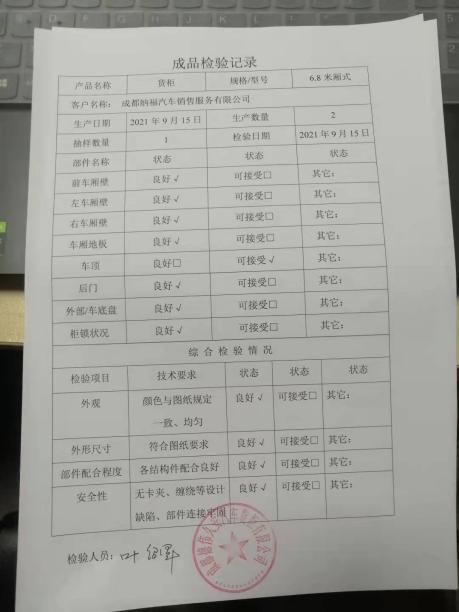 成品检验记录
产品名称 货柜 规格/型号 6.8 米厢式
客户名称: 成都纳福汽车销售服务有限公司
生产日期 2021 年 9 月 15 日 生产数量 2
抽样数量 1 检验日期 2021 年 9 月 15 日
部件名称 状态 状态 状态
前车厢壁 良好√ 可接受□ 其它:
左车厢壁 良好√ 可接受□ 其它:
右车厢壁 良好√ 可接受□ 其它:
车厢地板 良好√ 可接受□ 其它:
车顶 良好□ 可接受√ 其它:
后门 良好√ 可接受□ 其它:
外部/车底盘 良好√ 可接受□ 其它:
柜锁状况 良好√ 可接受□ 其它:
综合检验情况
检验项目 技术要求 状态 状态 状态
外观 颜色与图纸规定 良好√ 可接受□ 其它:
一致、均匀
外形尺寸 符合图纸要求 良好√ 可接受□ 其它:
部件配合程度 各结构件配合良好 良好√ 可接受□ 其它:
安全性 无卡夹、缠绕等设计 良好√ 可接受□ 其它:
缺陷、部件连接牢固
检验人员: 叶